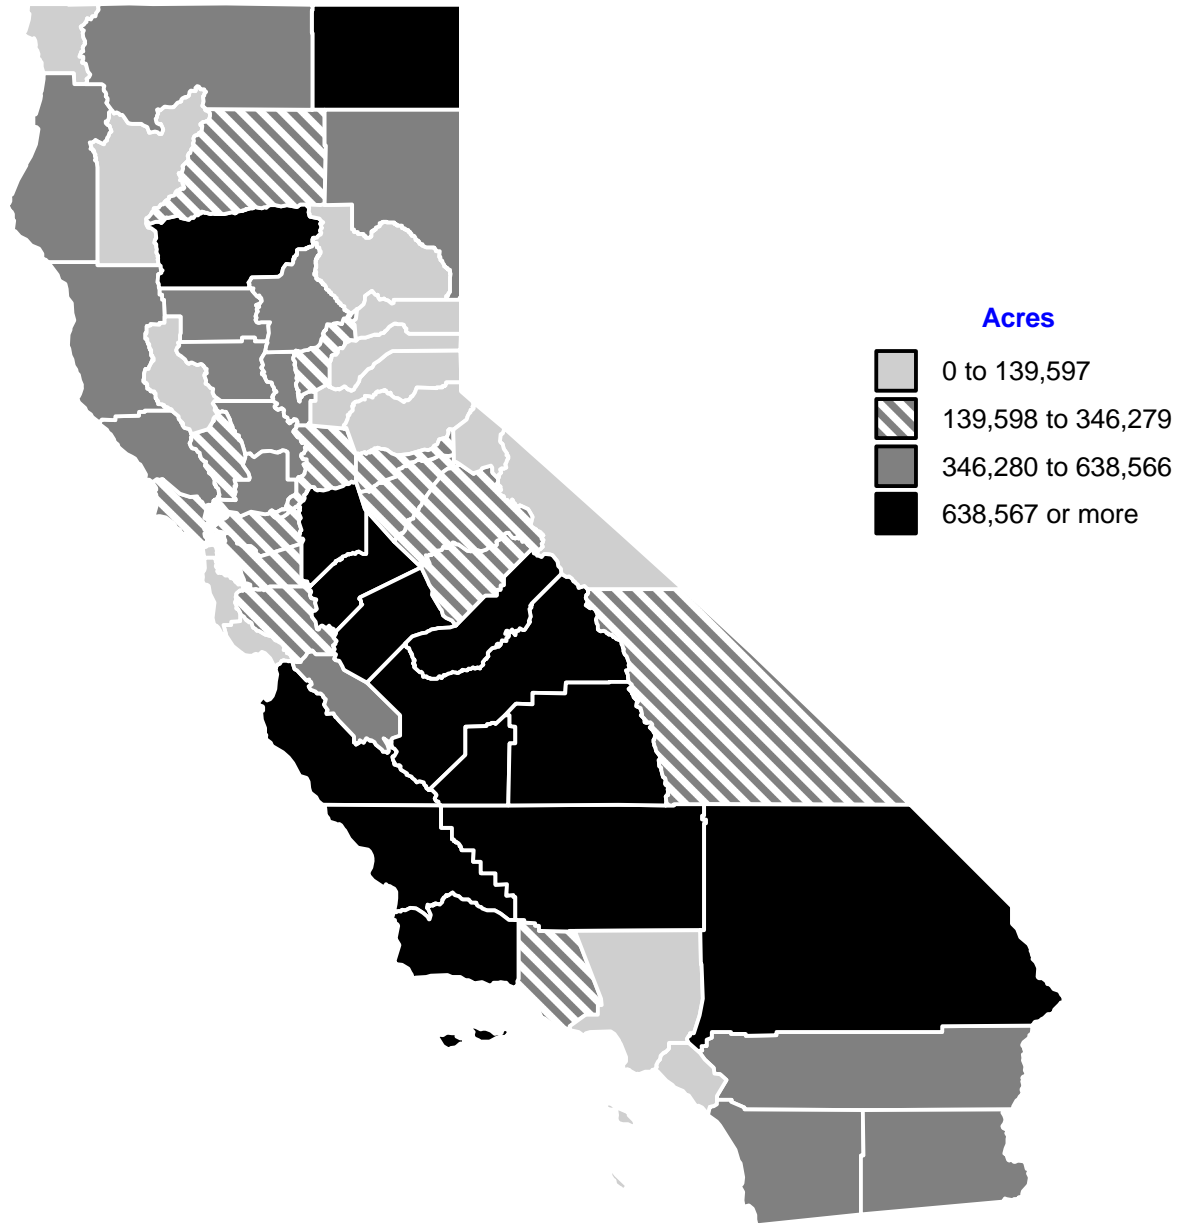 Acres
0 to 139,597
139,598 to 346,279
346,280 to 638,566
638,567 or more